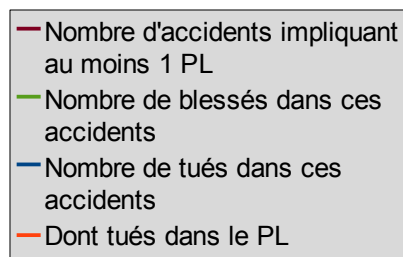 Nombre d'accidents impliquant
au moins 1 PL
Nombre de blessés dans ces
accidents
Nombre de tués dans ces
accidents
Dont tués dans le PL